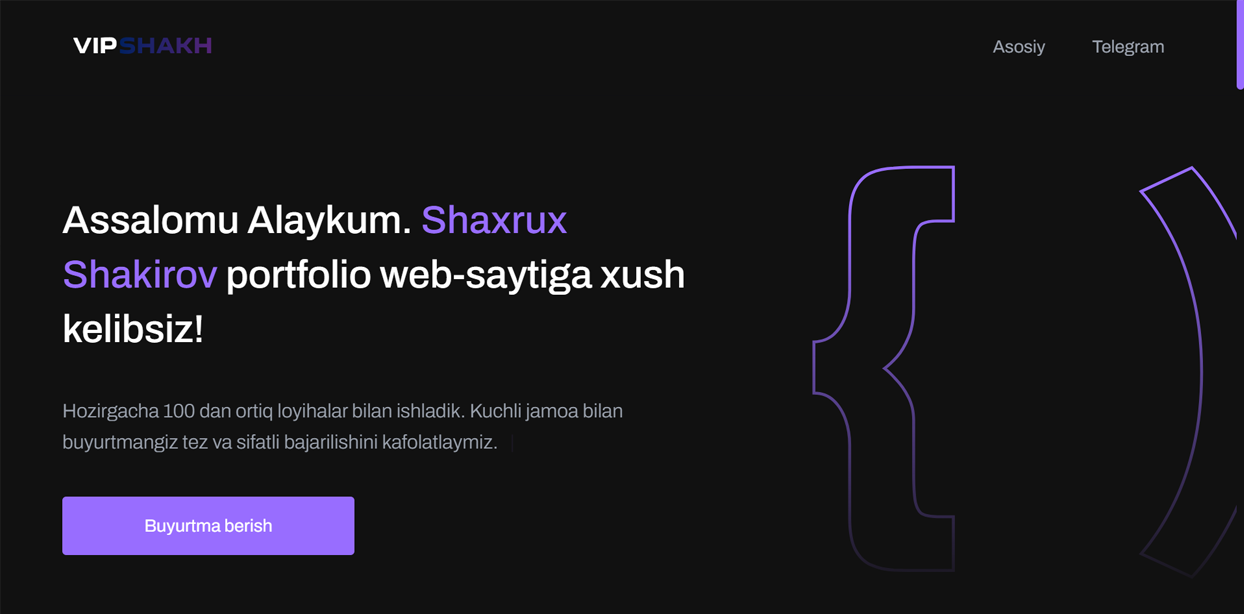 VIPSHAKH
Asosiy
Telegram
Assalomu Alaykum. Shaxrux
Shakirov portfolio web-saytiga xush
kelibsiz!
Hozirgacha 100 dan ortiq loyihalar bilan ishladik. Kuchli jamoa bilan
buyurtmangiz tez va sifatli bajarilishini kafolatlaymiz.
Buyurtma berish
{ )